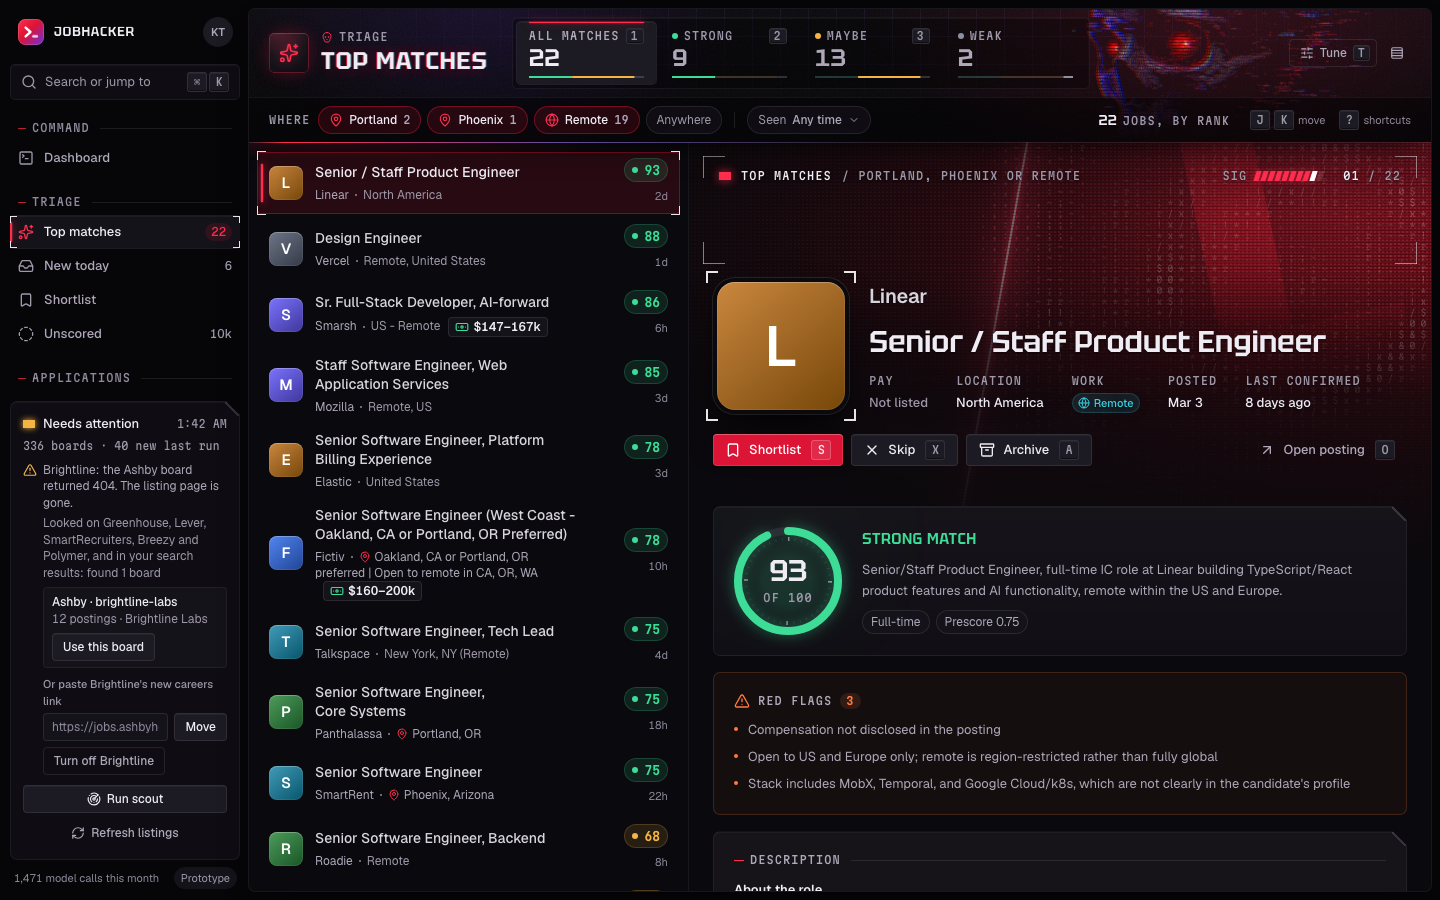 JOBHACKER
KT
Search or jump to
⌘ K
COMMAND
Dashboard
TRIAGE
Top matches 22
New today 6
Shortlist
Unscored 10k
APPLICATIONS
Needs attention 1:42 AM
336 boards · 40 new last run
Brightline: the Ashby board
returned 404. The listing page is
gone.
Looked on Greenhouse, Lever,
SmartRecruiters, Breezy and
Polymer, and in your search
results: found 1 board
Ashby · brightline-labs
12 postings · Brightline Labs
Use this board
Or paste Brightline's new careers
link
https://jobs.ashbyh
Move
Turn off Brightline
Run scout
Refresh listings
1,471 model calls this month
Prototype
TRIAGE
TOP MATCHES
ALL MATCHES 1
22
STRONG 2
9
MAYBE 3
13
WEAK
2
Tune T
WHERE
Portland 2
Phoenix 1
Remote 19
Anywhere
Seen Any time
22 JOBS, BY RANK
J K move
? shortcuts
L
Senior / Staff Product Engineer
Linear · North America
93
2d
V
Design Engineer
Vercel · Remote, United States
88
1d
S
Sr. Full-Stack Developer, AI-forward
Smarsh · US - Remote $147–167k
86
6h
M
Staff Software Engineer, Web
Application Services
Mozilla · Remote, US
85
3d
E
Senior Software Engineer, Platform
Billing Experience
Elastic · United States
78
3d
F
Senior Software Engineer (West Coast -
Oakland, CA or Portland, OR Preferred)
Fictiv · Oakland, CA or Portland, OR
preferred | Open to remote in CA, OR, WA
$160–200k
78
10h
T
Senior Software Engineer, Tech Lead
Talkspace · New York, NY (Remote)
75
4d
P
Senior Software Engineer,
Core Systems
Panthalassa · Portland, OR
75
18h
S
Senior Software Engineer
SmartRent · Phoenix, Arizona
75
22h
R
Senior Software Engineer, Backend
Roadie · Remote
68
8h
TOP MATCHES / PORTLAND, PHOENIX OR REMOTE
SIG
01 / 22
L
Linear
Senior / Staff Product Engineer
PAY
Not listed
LOCATION
North America
WORK
Remote
POSTED
Mar 3
LAST CONFIRMED
8 days ago
Shortlist S
Skip X
Archive A
Open posting O
93
OF 100
STRONG MATCH
Senior/Staff Product Engineer, full-time IC role at Linear building TypeScript/React
product features and AI functionality, remote within the US and Europe.
Full-time
Prescore 0.75
RED FLAGS 3
• Compensation not disclosed in the posting
• Open to US and Europe only; remote is region-restricted rather than fully global
• Stack includes MobX, Temporal, and Google Cloud/k8s, which are not clearly in the candidate's profile
DESCRIPTION
About the role